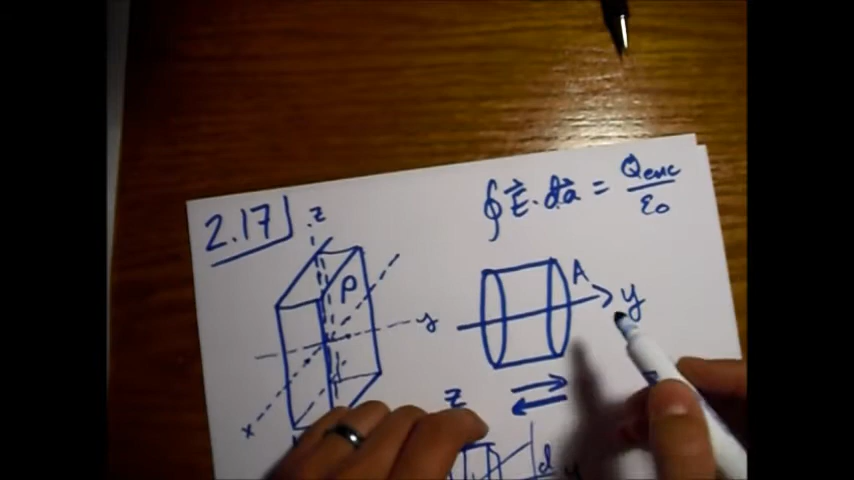 2.17
∮E⃗·da⃗ = Qenc/ε0
z
ρ
y
x
A
y
z
d